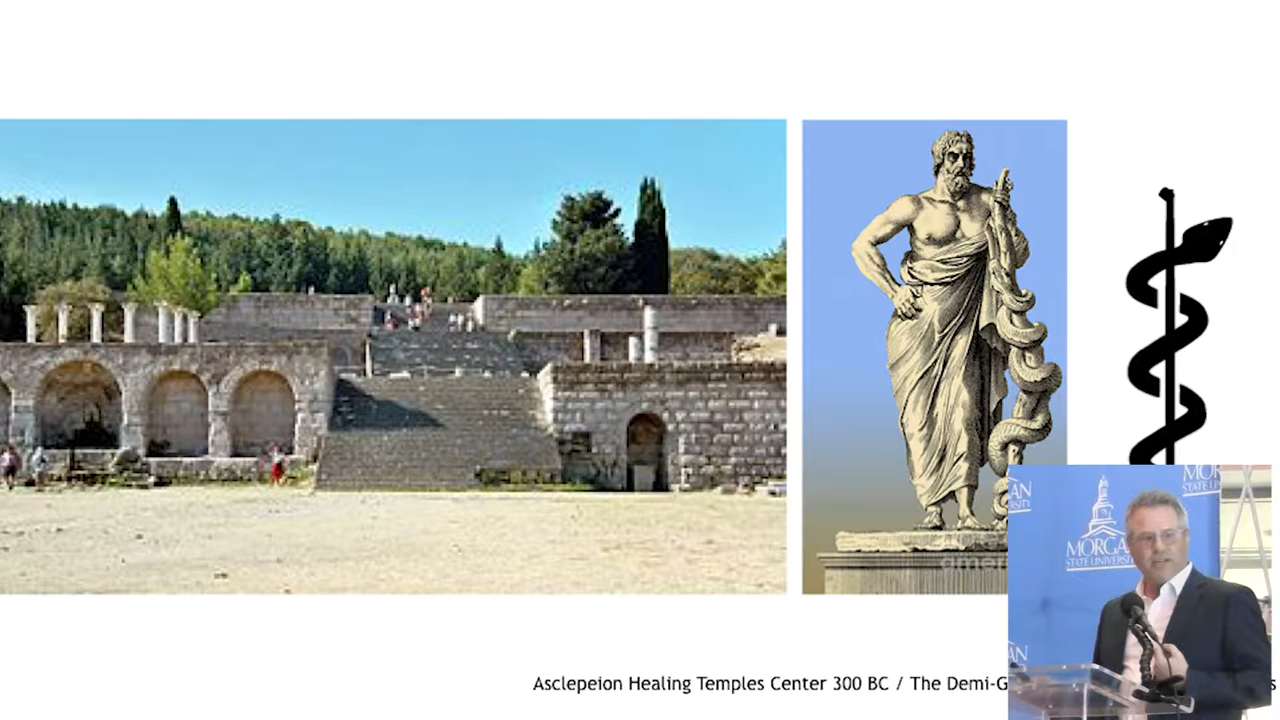 MORGAN
STATE UNIVERSITY
Asclepeion Healing Temples Center 300 BC / The Demi-G